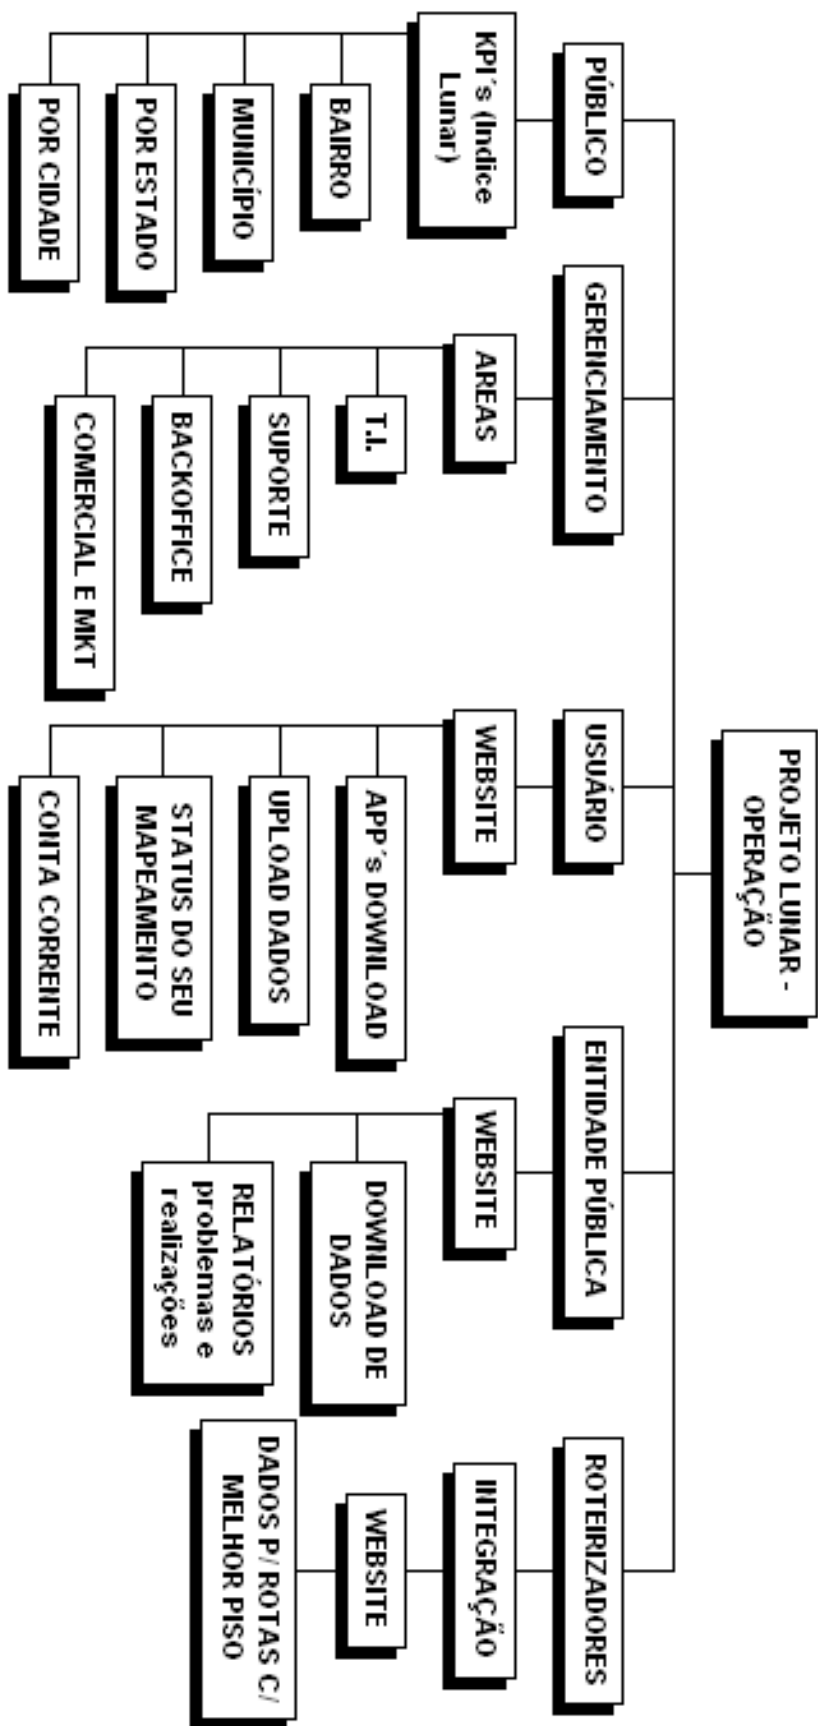 PROJETO LUNAR -
OPERAÇÃO
PÚBLICO
KPI´s (Indice
Lunar)
BAIRRO
MUNICÍPIO
POR ESTADO
POR CIDADE
GERENCIAMENTO
AREAS
T.I.
SUPORTE
BACKOFFICE
COMERCIAL E MKT
USUÁRIO
WEBSITE
APP´s DOWNLOAD
UPLOAD DADOS
STATUS DO SEU
MAPEAMENTO
CONTA CORRENTE
ENTIDADE PÚBLICA
WEBSITE
DOWNLOAD DE
DADOS
RELATÓRIOS
problemas e
realizações
ROTEIRIZADORES
INTEGRAÇÃO
WEBSITE
DADOS P/ ROTAS C/
MELHOR PISO